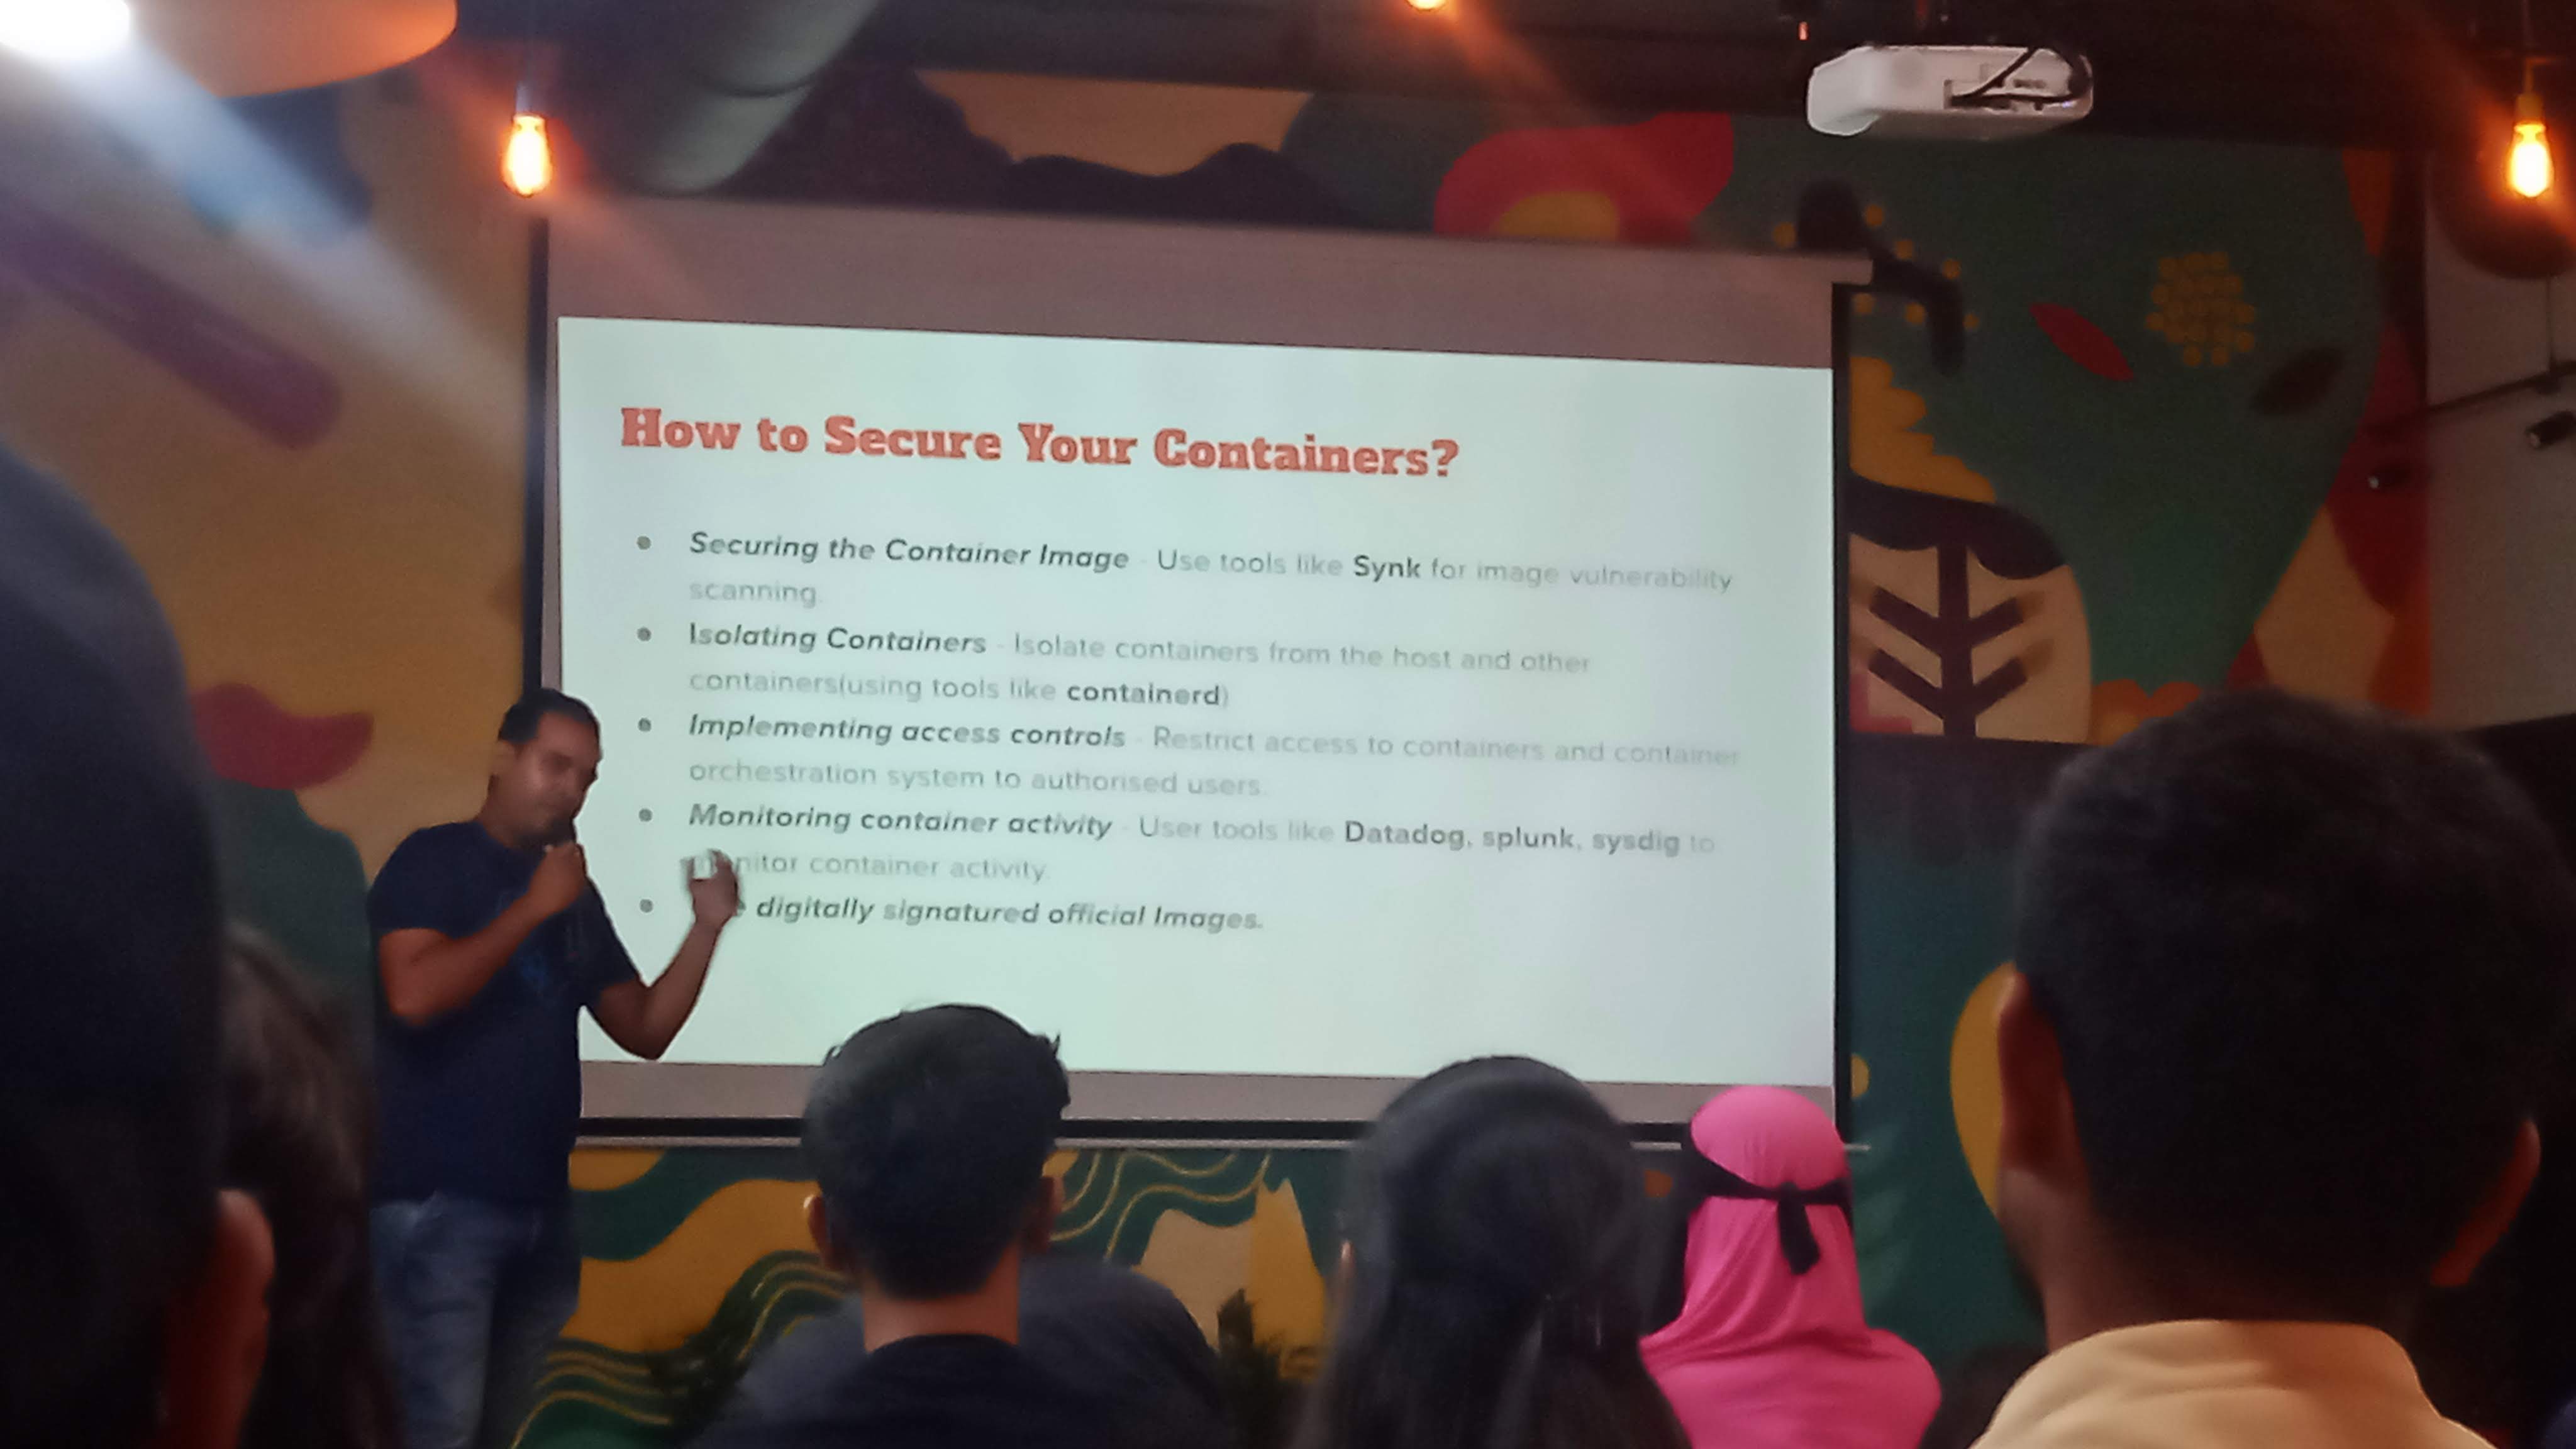 How to Secure Your Containers?
Securing the Container Image - Use tools like Synk for image vulnerability
scanning.
Isolating Containers - Isolate containers from the host and other
containers(using tools like containerd)
Implementing access controls - Restrict access to containers and container
orchestration system to authorised users.
Monitoring container activity - User tools like Datadog, splunk, sysdig to
container activity.
digitally signatured official Images.